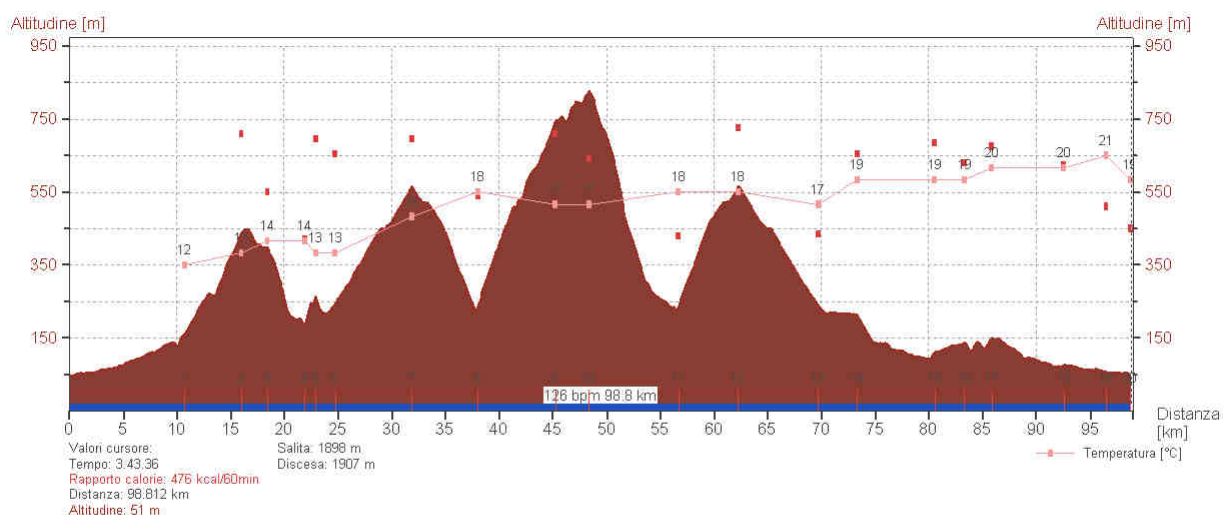 Altitudine [m] Altitudine [m]
950 950
750 750
21
20 20
19 19 19 19
18 18 18
17
550 550
14 14
13 13
12
350 350
150 150
126 bpm 98.8 km
0 5 10 15 20 25 30 35 40 45 50 55 60 65 70 75 80 85 90 95
Distanza
[km]
Valori cursore: Salita: 1898 m
Tempo: 3.43.36 Discesa: 1907 m
Rapporto calorie: 476 kcal/60min
Distanza: 98.812 km
Altitudine: 51 m
Temperatura [°C]